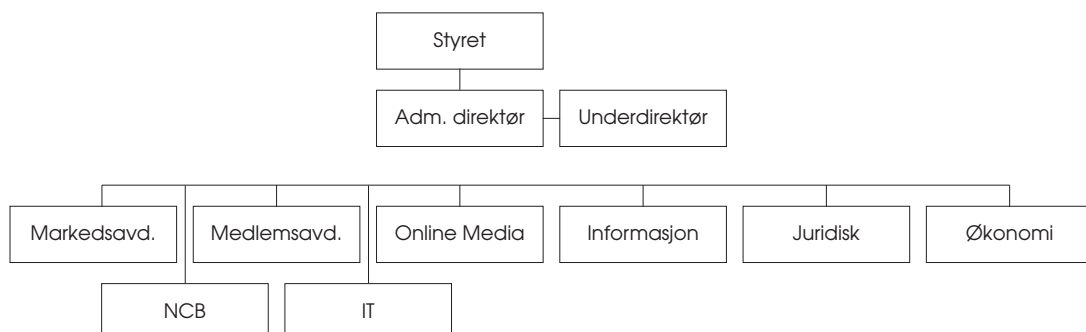 Styret
Adm. direktør
Underdirektør
Markedsavd.
Medlemsavd.
Online Media
Informasjon
Juridisk
Økonomi
NCB
IT